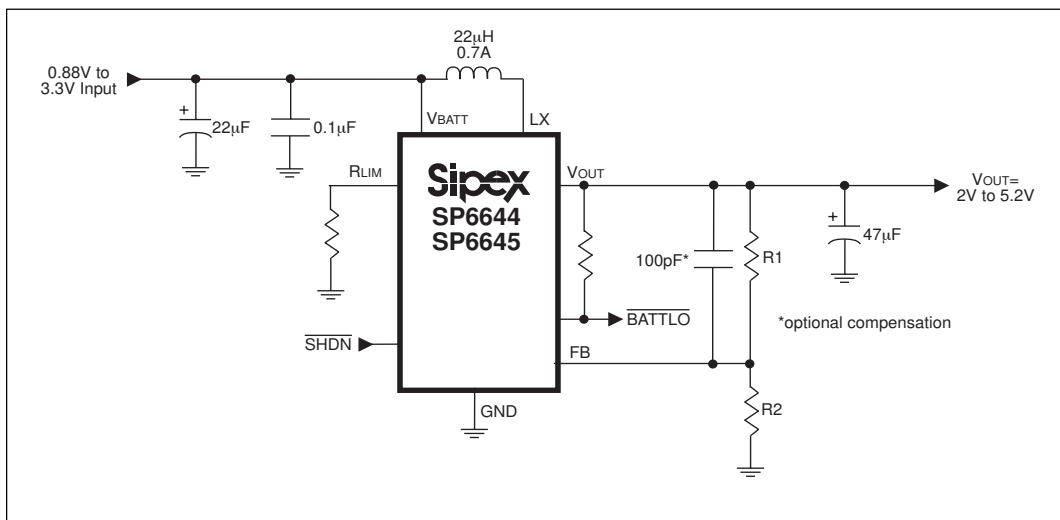 22µH
0.7A
0.88V to
3.3V Input
+
22µF
0.1µF
VBATT
LX
RLIM
Sipex
SP6644
SP6645
VOUT
VOUT=
2V to 5.2V
+
47µF
100pF*
R1
BATTLO
*optional compensation
SHDN
FB
R2
GND